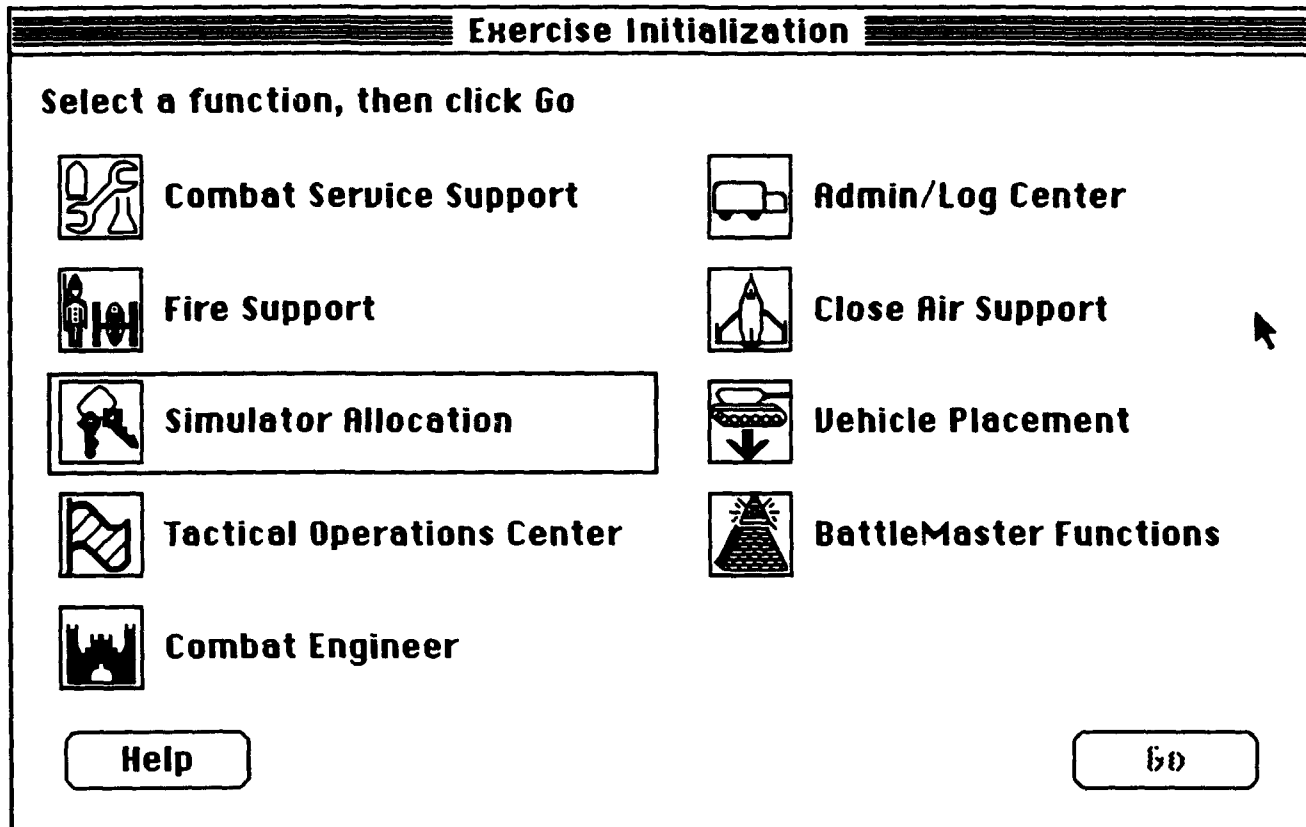 Exercise Initialization
Select a function, then click Go
Combat Service Support
Admin/Log Center
Fire Support
Close Air Support
Simulator Allocation
Vehicle Placement
Tactical Operations Center
BattleMaster Functions
Combat Engineer
Help
Go